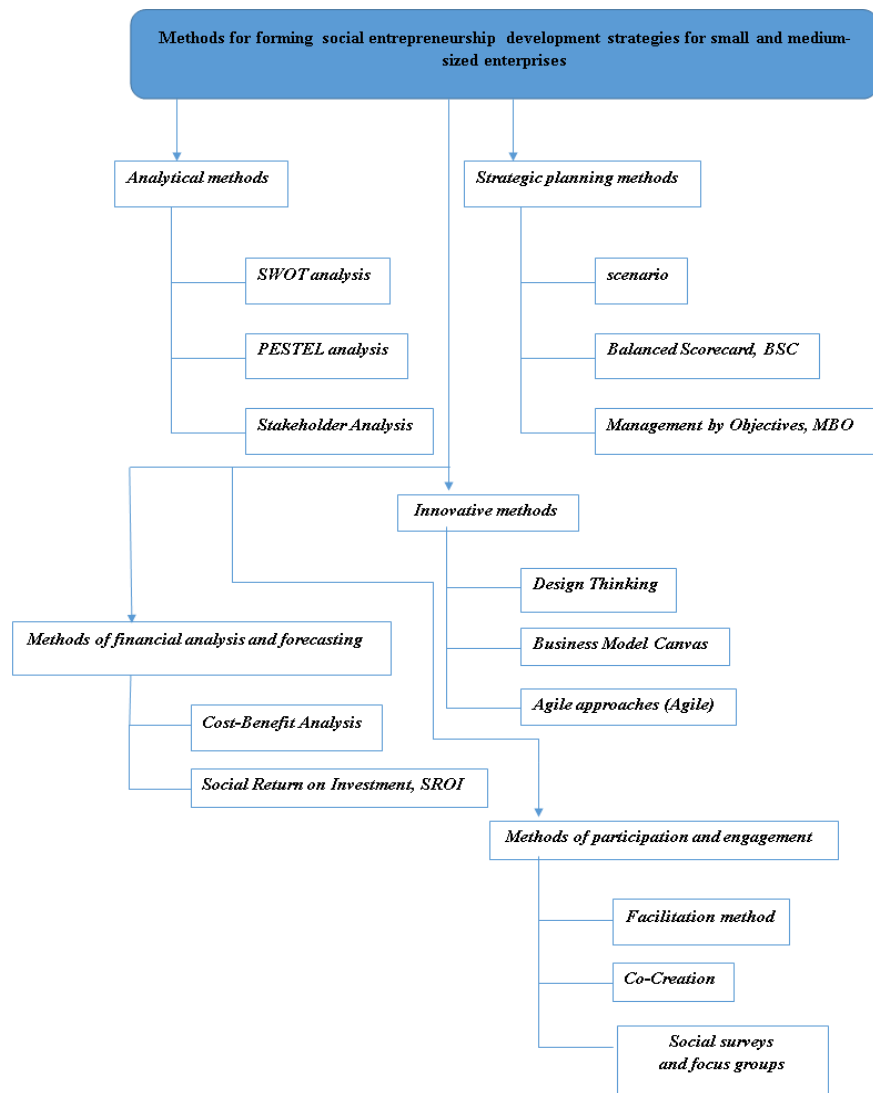 Methods for forming social entrepreneurship development strategies for small and medium-
sized enterprises
Analytical methods
Strategic planning methods
SWOT analysis
scenario
PESTEL analysis
Balanced Scorecard, BSC
Stakeholder Analysis
Management by Objectives, MBO
Innovative methods
Design Thinking
Methods of financial analysis and forecasting
Business Model Canvas
Agile approaches (Agile)
Cost-Benefit Analysis
Social Return on Investment, SROI
Methods of participation and engagement
Facilitation method
Co-Creation
Social surveys
and focus groups